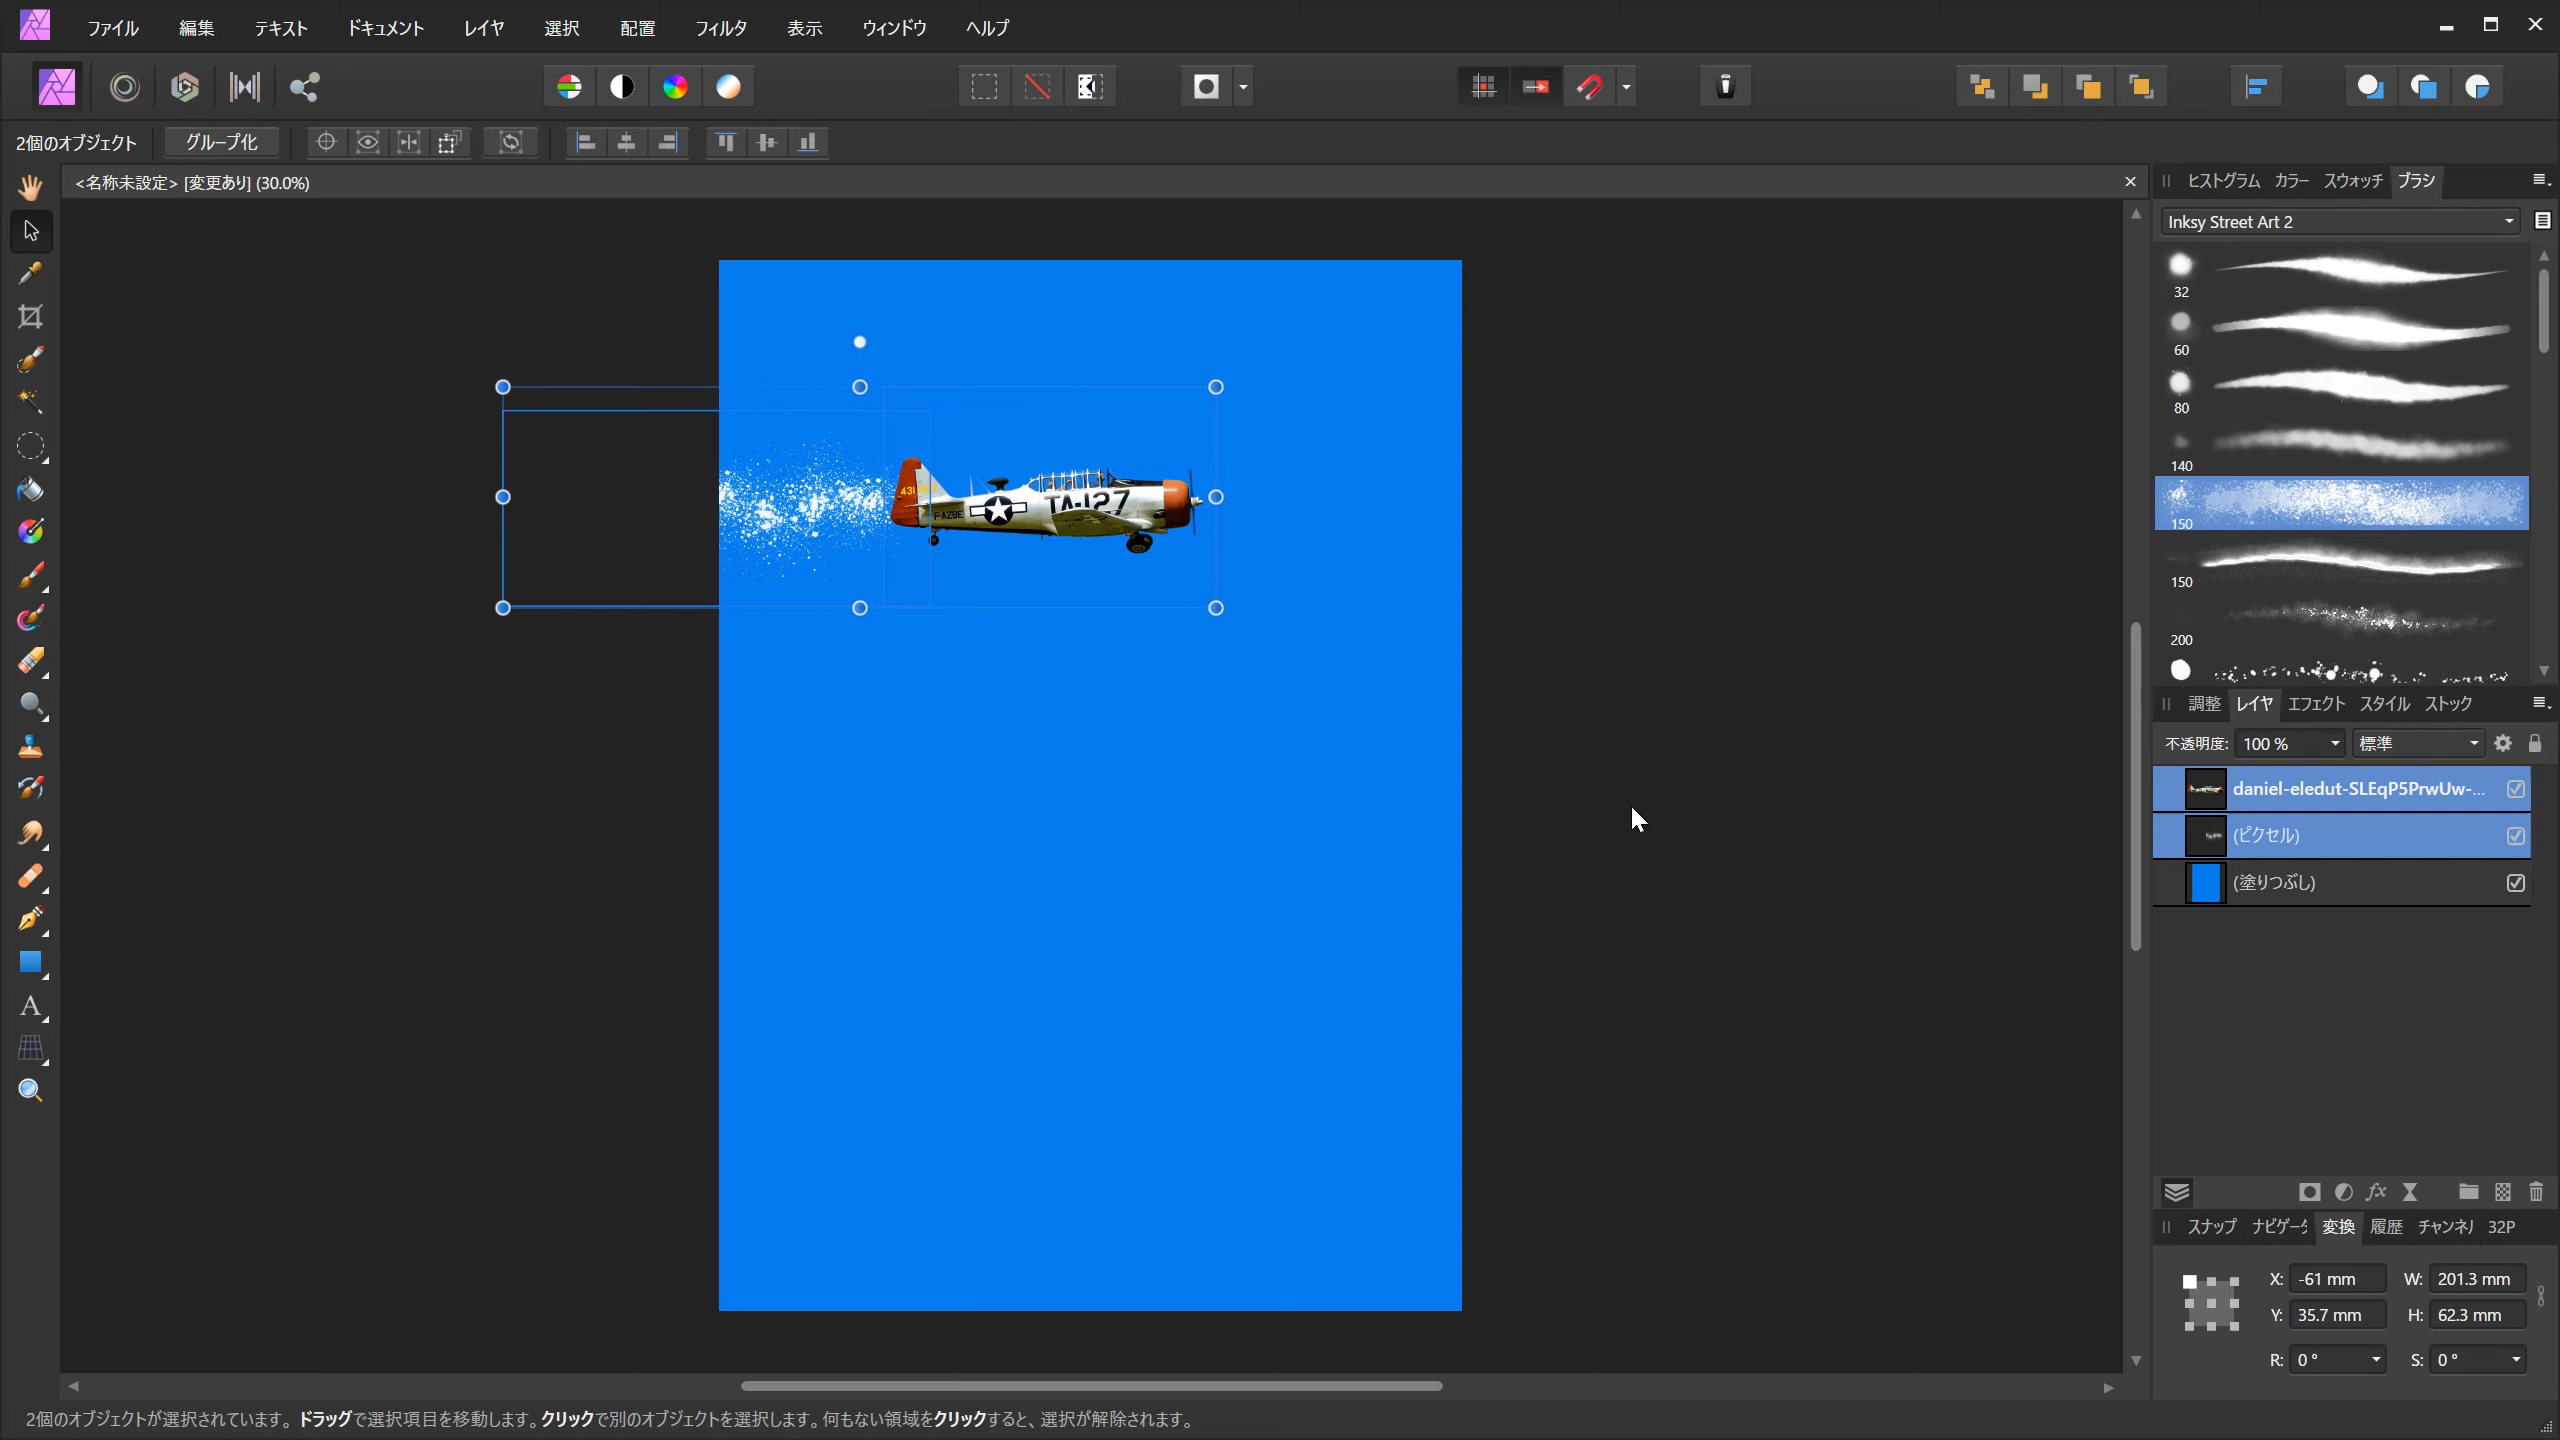 ファイル 編集 テキスト ドキュメント レイヤ 選択 配置 フィルタ 表示 ウィンドウ ヘルプ
2個のオブジェクト グループ化
<名称未設定> [変更あり] (30.0%)
ヒストグラム カラー スウォッチ ブラシ
Inksy Street Art 2
32
60
80
140
150
150
200
F-AZBE TA-127
調整 レイヤ エフェクト スタイル ストック
不透明度: 100 % 標準
daniel-eledut-SLEqP5PrwUw-...
(ピクセル)
(塗りつぶし)
fx
スナップ ナビゲータ 変換 履歴 チャンネル 32P
X: -61 mm W: 201.3 mm
Y: 35.7 mm H: 62.3 mm
R: 0 ° S: 0 °
2個のオブジェクトが選択されています。ドラッグで選択項目を移動します。クリックで別のオブジェクトを選択します。何もない領域をクリックすると、選択が解除されます。